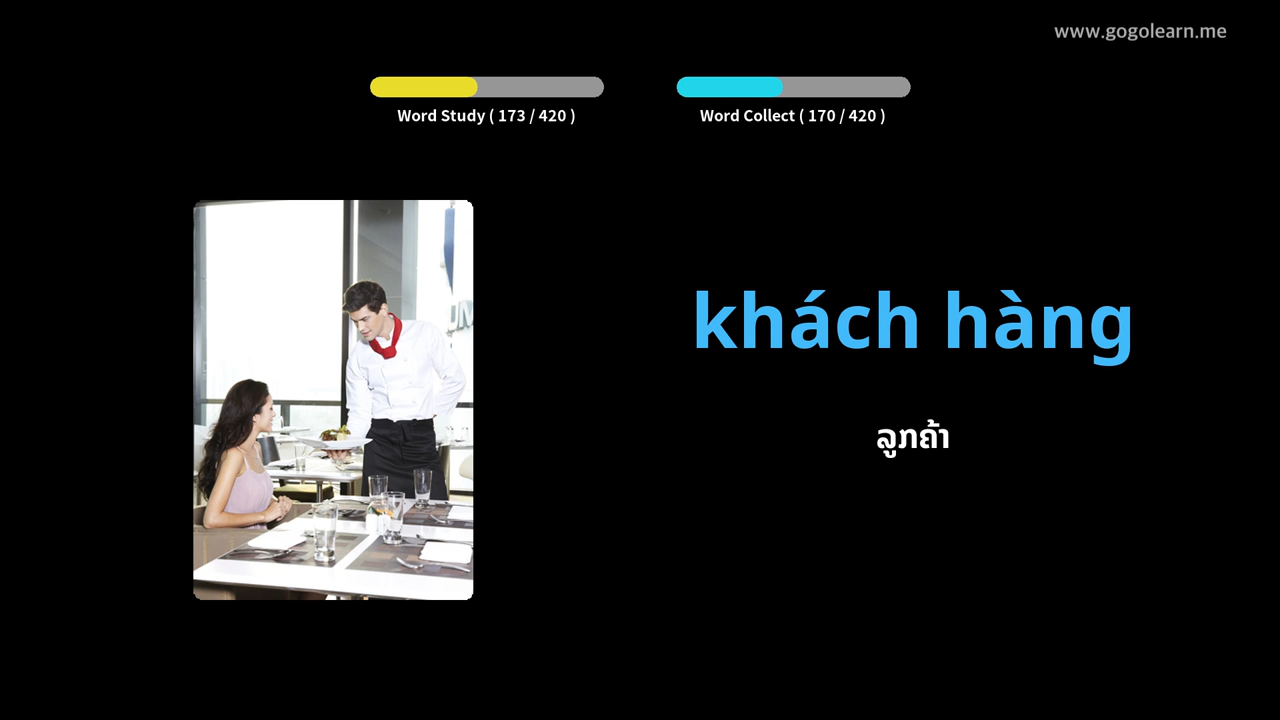 www.gogolearn.me
Word Study ( 173 / 420 )
Word Collect ( 170 / 420 )
khách hàng
ລູກຄ້າ